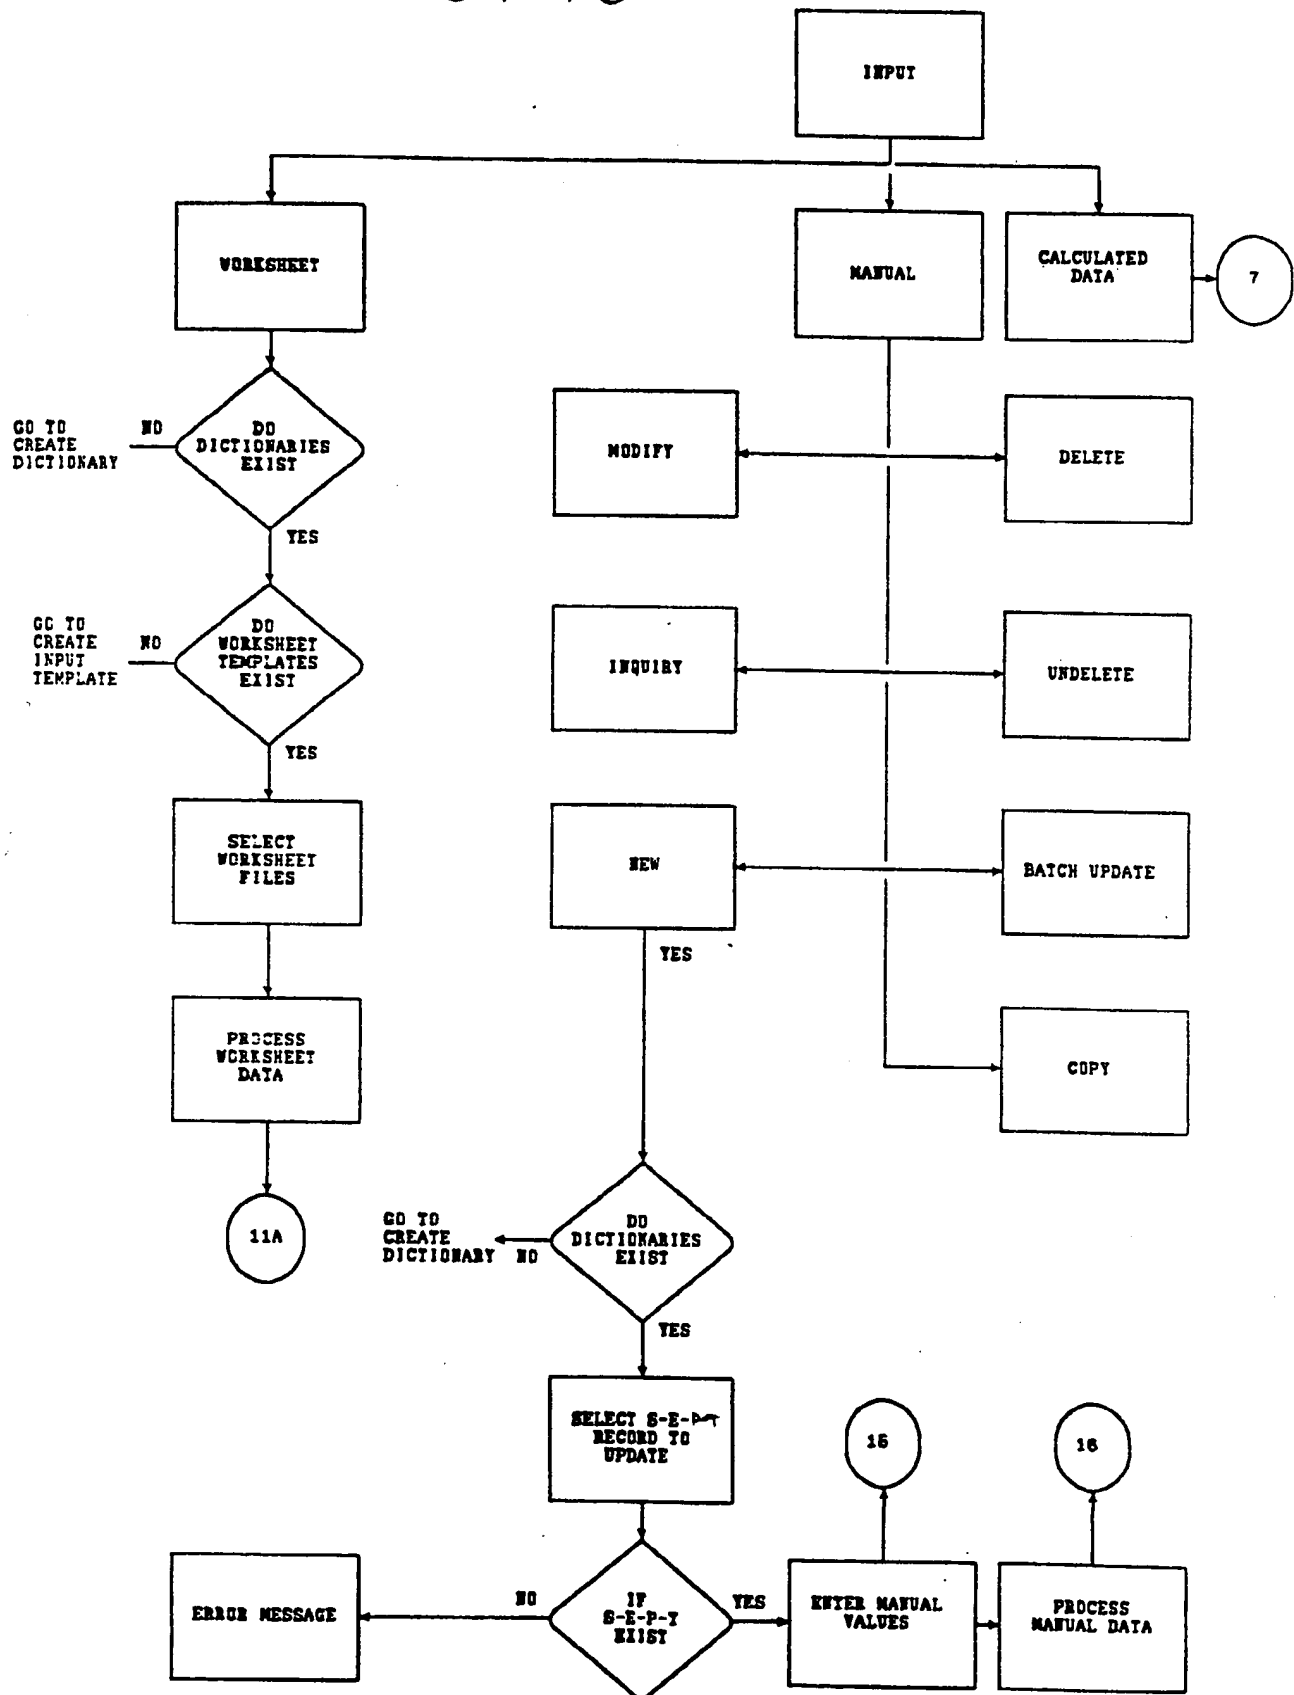 INPUT
WORKSHEET
MANUAL
CALCULATED
DATA
7
GO TO
CREATE
DICTIONARY
NO
DO
DICTIONARIES
EXIST
YES
MODIFY
DELETE
GO TO
CREATE
INPUT
TEMPLATE
NO
DO
WORKSHEET
TEMPLATES
EXIST
YES
INQUIRY
UNDELETE
SELECT
WORKSHEET
FILES
NEW
YES
BATCH UPDATE
PROCESS
WORKSHEET
DATA
COPY
11A
GO TO
CREATE
DICTIONARY
NO
DO
DICTIONARIES
EXIST
YES
SELECT S-E-
RECORD TO
UPDATE
15
16
ERROR MESSAGE
NO
IF
S-E-P-Y
EXIST
YES
ENTER MANUAL
VALUES
PROCESS
MANUAL DATA